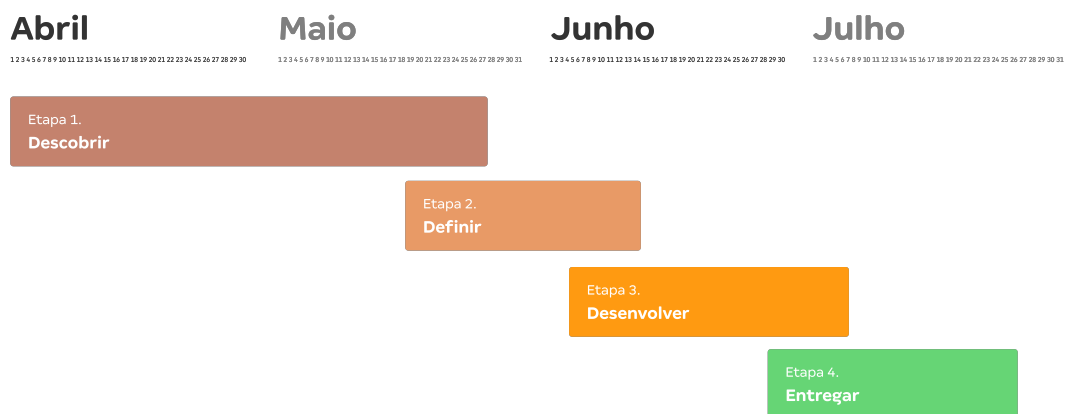 Abril Maio Junho Julho
1 2 3 4 5 6 7 8 9 10 11 12 13 14 15 16 17 18 19 20 21 22 23 24 25 26 27 28 29 30 1 2 3 4 5 6 7 8 9 10 11 12 13 14 15 16 17 18 19 20 21 22 23 24 25 26 27 28 29 30 31 1 2 3 4 5 6 7 8 9 10 11 12 13 14 15 16 17 18 19 20 21 22 23 24 25 26 27 28 29 30 1 2 3 4 5 6 7 8 9 10 11 12 13 14 15 16 17 18 19 20 21 22 23 24 25 26 27 28 29 30 31
Etapa 1.
Descobrir
Etapa 2.
Definir
Etapa 3.
Desenvolver
Etapa 4.
Entregar